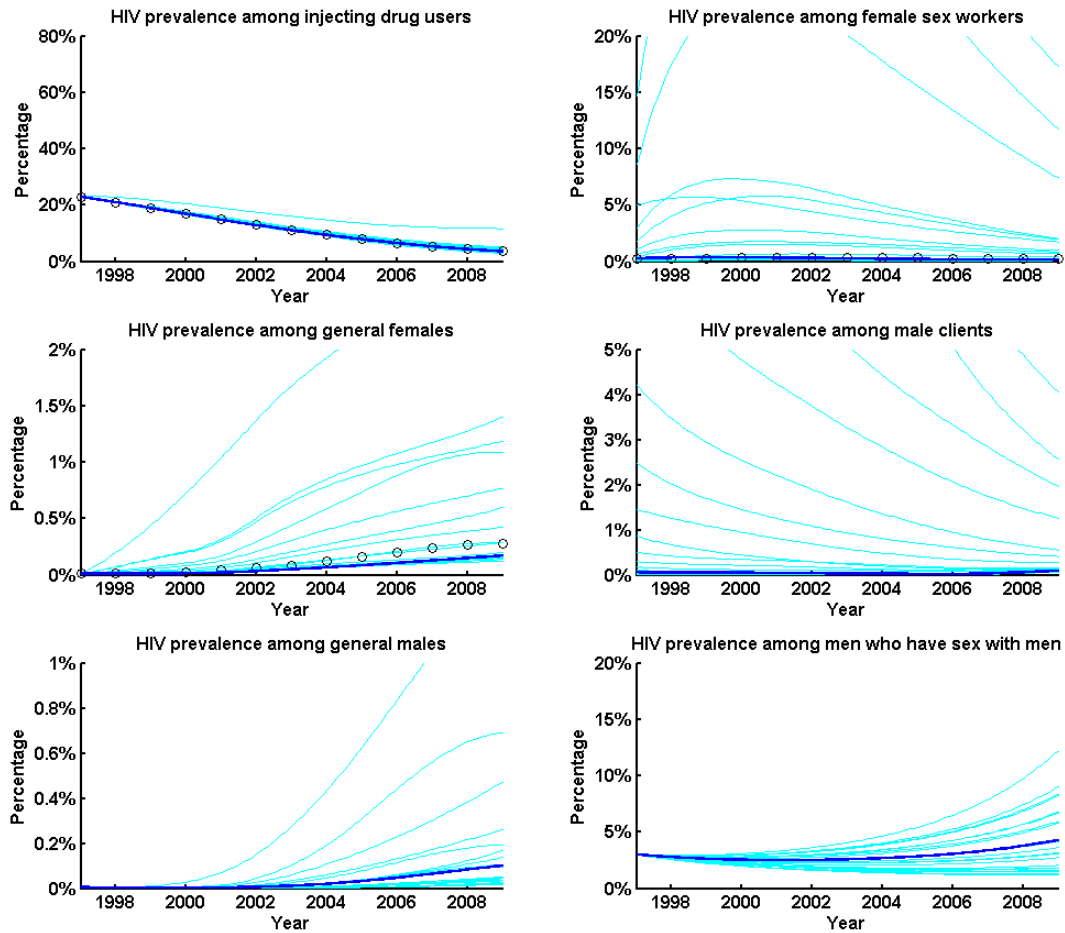 HIV prevalence among injecting drug users
80%
60%
40%
20%
0%
Percentage
1998 2000 2002 2004 2006 2008
Year
HIV prevalence among female sex workers
20%
15%
10%
5%
0%
Percentage
1998 2000 2002 2004 2006 2008
Year
HIV prevalence among general females
2%
1.5%
1%
0.5%
0%
Percentage
1998 2000 2002 2004 2006 2008
Year
HIV prevalence among male clients
5%
4%
3%
2%
1%
0%
Percentage
1998 2000 2002 2004 2006 2008
Year
HIV prevalence among general males
1%
0.8%
0.6%
0.4%
0.2%
0%
Percentage
1998 2000 2002 2004 2006 2008
Year
HIV prevalence among men who have sex with men
20%
15%
10%
5%
0%
Percentage
1998 2000 2002 2004 2006 2008
Year